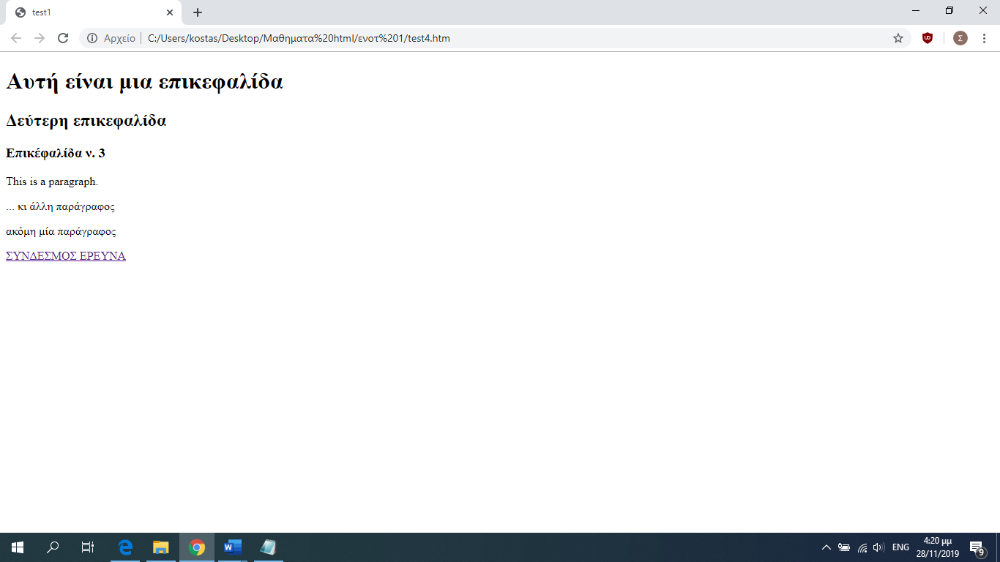 test1
Αρχείο
C:/Users/kostas/Desktop/Μαθηματα%20html/ενοτ%201/test4.htm
Σ
Αυτή είναι μια επικεφαλίδα
Δεύτερη επικεφαλίδα
Επικέφαλίδα ν. 3
This is a paragraph.
... κι άλλη παράγραφος
ακόμη μία παράγραφος
ΣΥΝΔΕΣΜΟΣ ΕΡΕΥΝΑ
ENG
4:20 μμ
28/11/2019
9